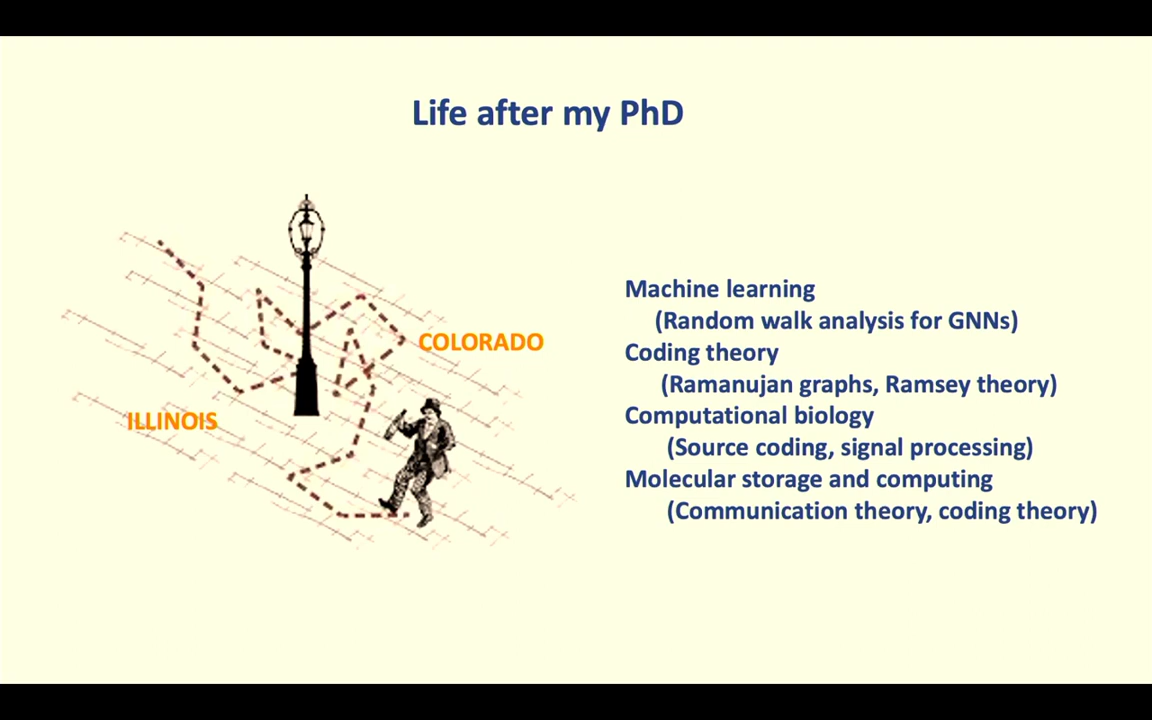 Life after my PhD
COLORADO
ILLINOIS
Machine learning
(Random walk analysis for GNNs)
Coding theory
(Ramanujan graphs, Ramsey theory)
Computational biology
(Source coding, signal processing)
Molecular storage and computing
(Communication theory, coding theory)